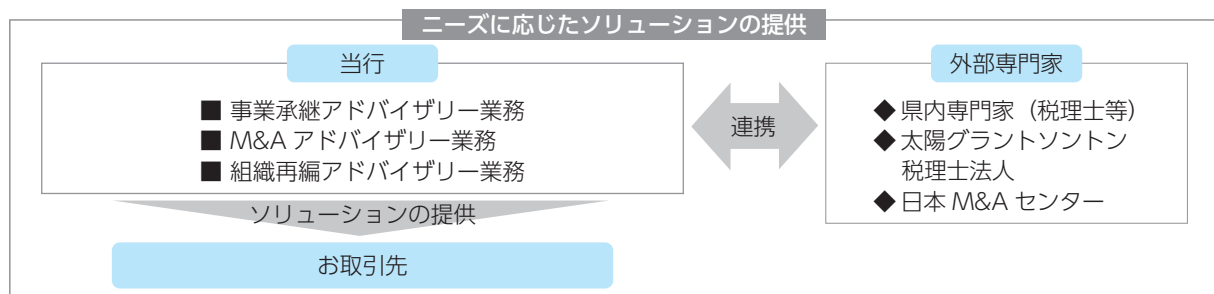 ニーズに応じたソリューションの提供
当行
■ 事業承継アドバイザリー業務
■ M&A アドバイザリー業務
■ 組織再編アドバイザリー業務
連携
外部専門家
◆ 県内専門家（税理士等）
◆ 太陽グラントソントン
税理士法人
◆ 日本 M&A センター
ソリューションの提供
お取引先